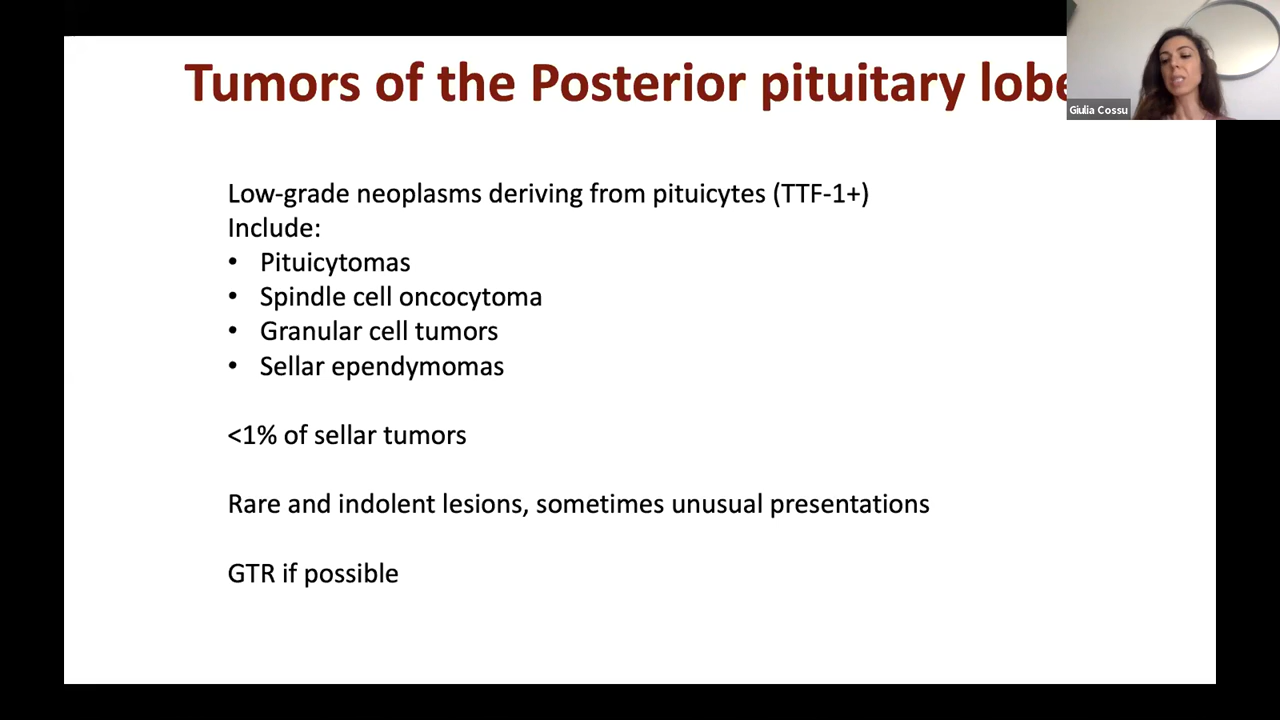 Tumors of the Posterior pituitary lobe
Giulia Cossu
Low-grade neoplasms deriving from pituicytes (TTF-1+)
Include:
• Pituicytomas
• Spindle cell oncocytoma
• Granular cell tumors
• Sellar ependymomas
<1% of sellar tumors
Rare and indolent lesions, sometimes unusual presentations
GTR if possible